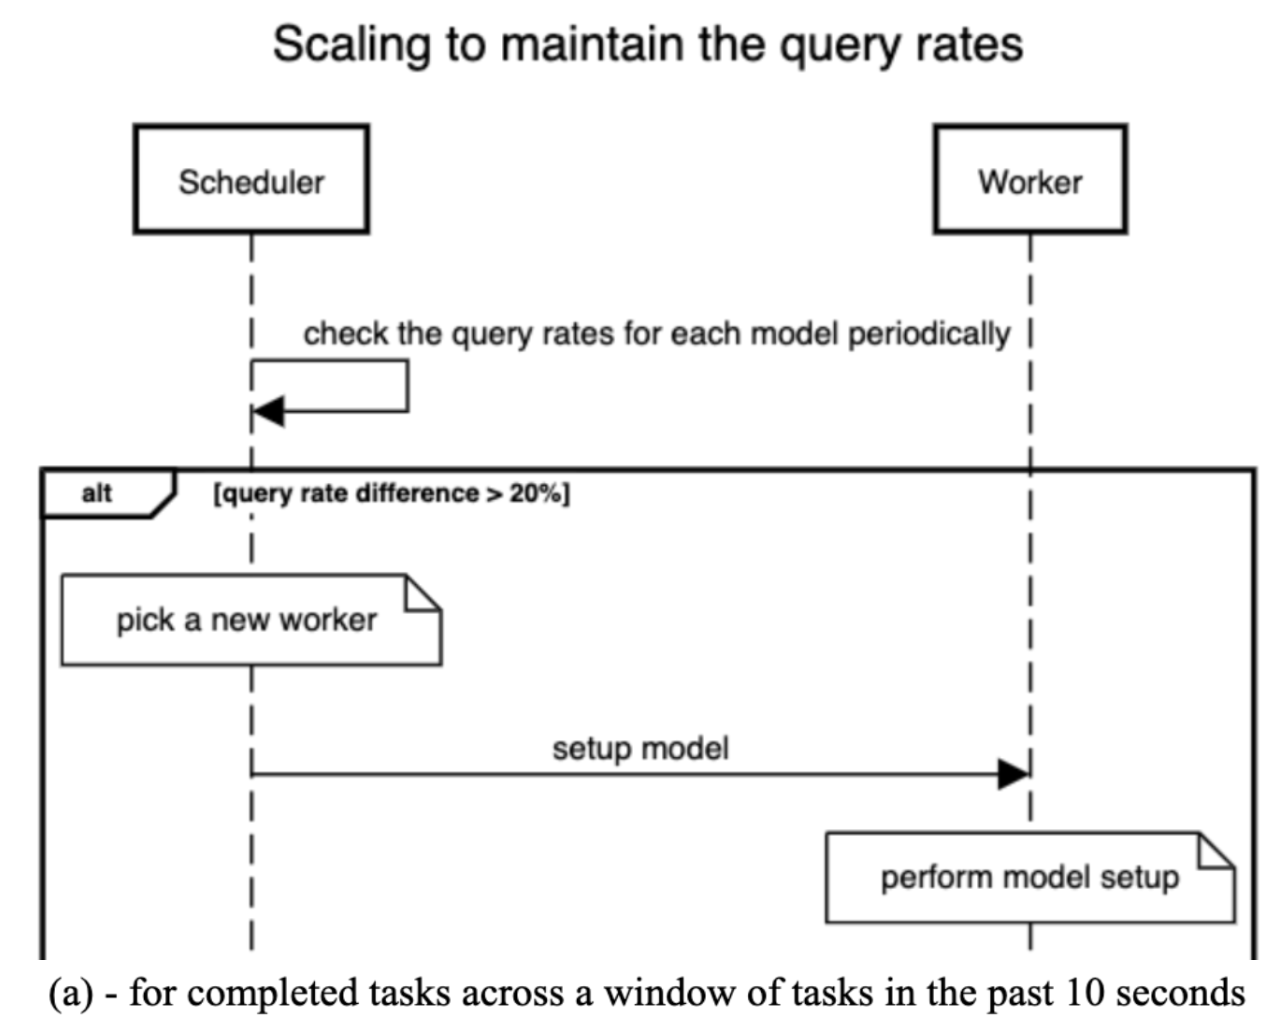 Scaling to maintain the query rates
Scheduler
Worker
check the query rates for each model periodically
alt
[query rate difference > 20%]
pick a new worker
setup model
perform model setup
(a) - for completed tasks across a window of tasks in the past 10 seconds